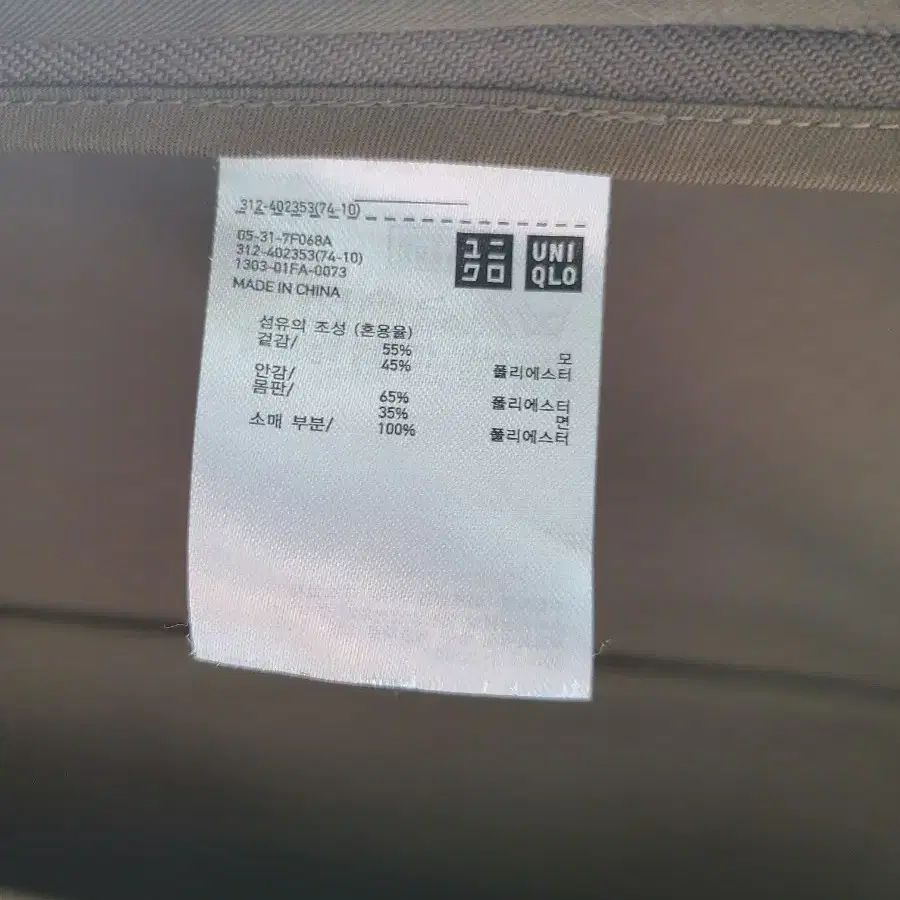 312-402353(74-10)
05-31-7F068A
312-402353(74-10)
1303-01FA-0073
MADE IN CHINA
ユニ
クロ
UNI
QLO
섬유의 조성 (혼용율)
겉감/ 55% 모
45% 폴리에스터
안감/
몸판/ 65% 폴리에스터
35% 면
소매 부분/ 100% 폴리에스터